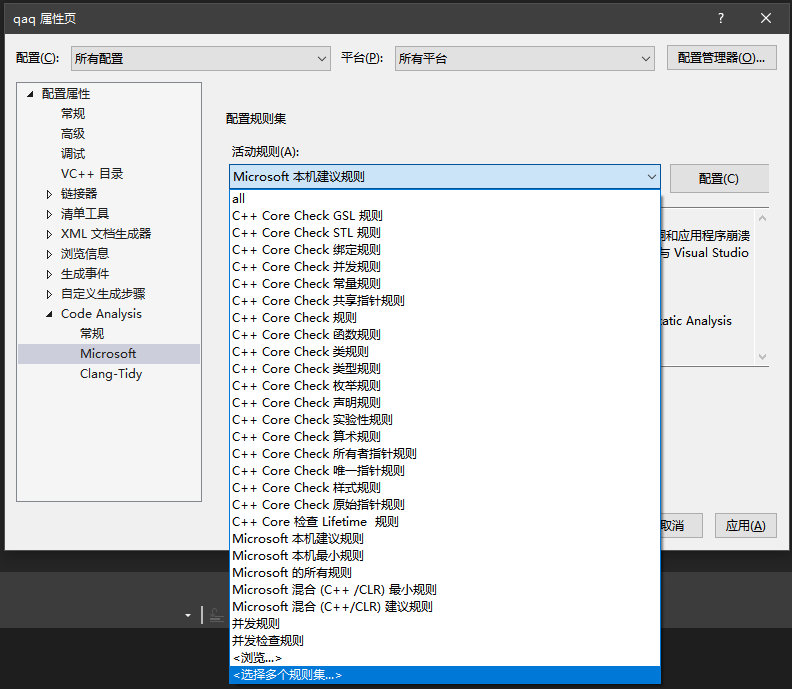 qaq 属性页
配置(C): 所有配置 平台(P): 所有平台 配置管理器(O)...
配置属性
常规
高级
调试
VC++ 目录
链接器
清单工具
XML 文档生成器
浏览信息
生成事件
自定义生成步骤
Code Analysis
常规
Microsoft
Clang-Tidy
配置规则集
活动规则(A):
Microsoft 本机建议规则 配置(C)
all
C++ Core Check GSL 规则
C++ Core Check STL 规则
C++ Core Check 绑定规则
C++ Core Check 并发规则
C++ Core Check 常量规则
C++ Core Check 共享指针规则
C++ Core Check 规则
C++ Core Check 函数规则
C++ Core Check 类规则
C++ Core Check 类型规则
C++ Core Check 枚举规则
C++ Core Check 声明规则
C++ Core Check 实验性规则
C++ Core Check 算术规则
C++ Core Check 所有者指针规则
C++ Core Check 唯一指针规则
C++ Core Check 样式规则
C++ Core Check 原始指针规则
C++ Core 检查 Lifetime 规则
Microsoft 本机建议规则
Microsoft 本机最小规则
Microsoft 的所有规则
Microsoft 混合 (C++ /CLR) 最小规则
Microsoft 混合 (C++/CLR) 建议规则
并发规则
并发检查规则
<浏览...>
<选择多个规则集...>
和应用程序崩溃
与 Visual Studio
Analysis
取消 应用(A)